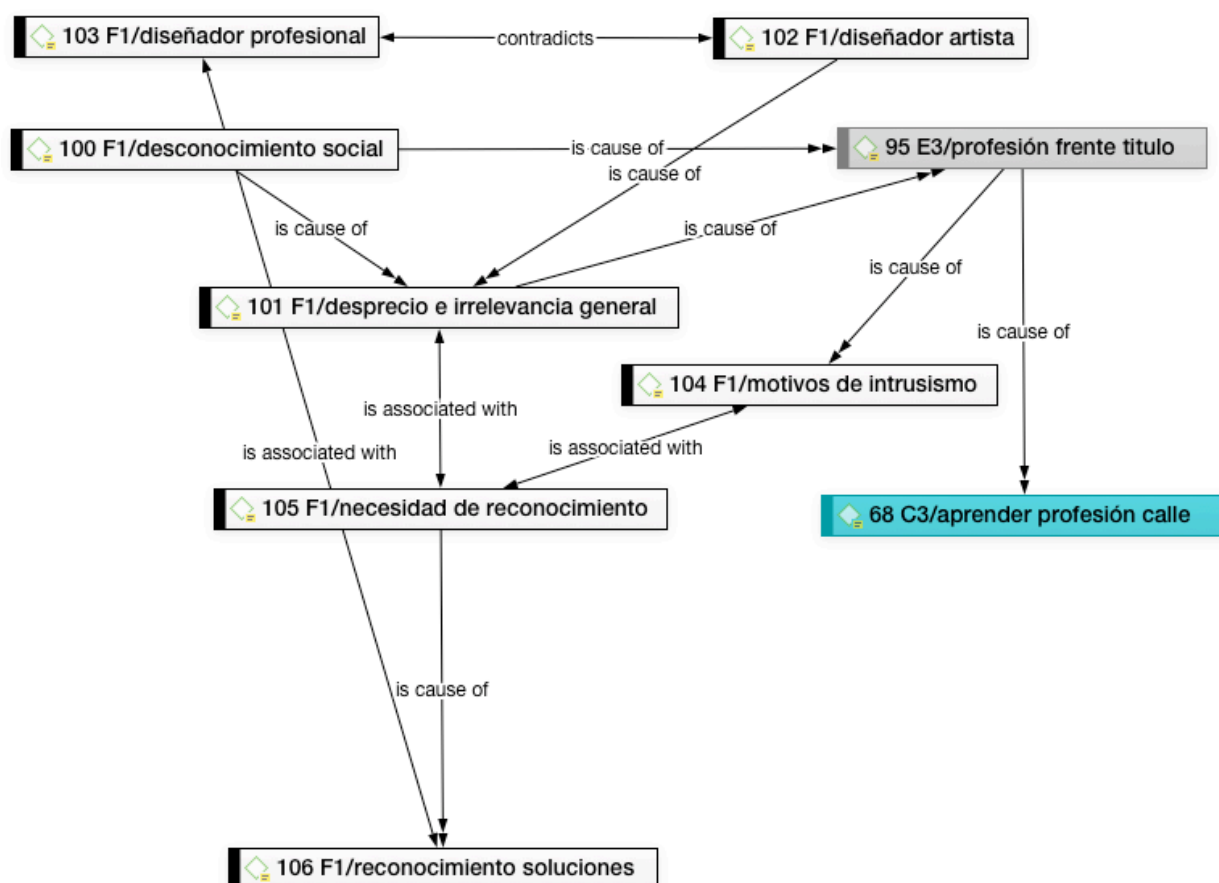 103 F1/diseñador profesional
contradicts
102 F1/diseñador artista
100 F1/desconocimiento social
is cause of
95 E3/profesión frente titulo
is cause of
is cause of
is cause of
is cause of
101 F1/desprecio e irrelevancia general
is cause of
104 F1/motivos de intrusismo
is associated with
is associated with
is associated with
105 F1/necesidad de reconocimiento
68 C3/aprender profesión calle
is cause of
106 F1/reconocimiento soluciones